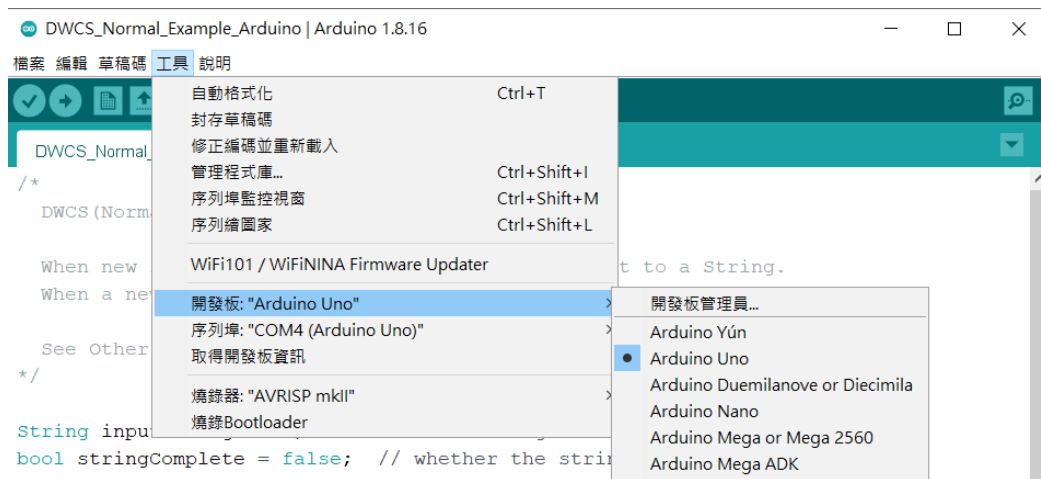 DWCS_Normal_Example_Arduino | Arduino 1.8.16
檔案 編輯 草稿碼 工具 說明
自動格式化 Ctrl+T
封存草稿碼
修正編碼並重新載入
DWCS_Normal_
管理程式庫... Ctrl+Shift+I
/*
序列埠監控視窗 Ctrl+Shift+M
DWCS(Norm
序列繪圖家 Ctrl+Shift+L
When new WiFi101 / WiFiNINA Firmware Updater t to a String.
When a ne 開發板: "Arduino Uno" 開發板管理員...
序列埠: "COM4 (Arduino Uno)" Arduino Yún
See Other 取得開發板資訊 Arduino Uno
*/
Arduino Duemilanove or Diecimila
燒錄器: "AVRISP mkII"
Arduino Nano
燒錄Bootloader
String inpu Arduino Mega or Mega 2560
bool stringComplete = false; // whether the strin Arduino Mega ADK